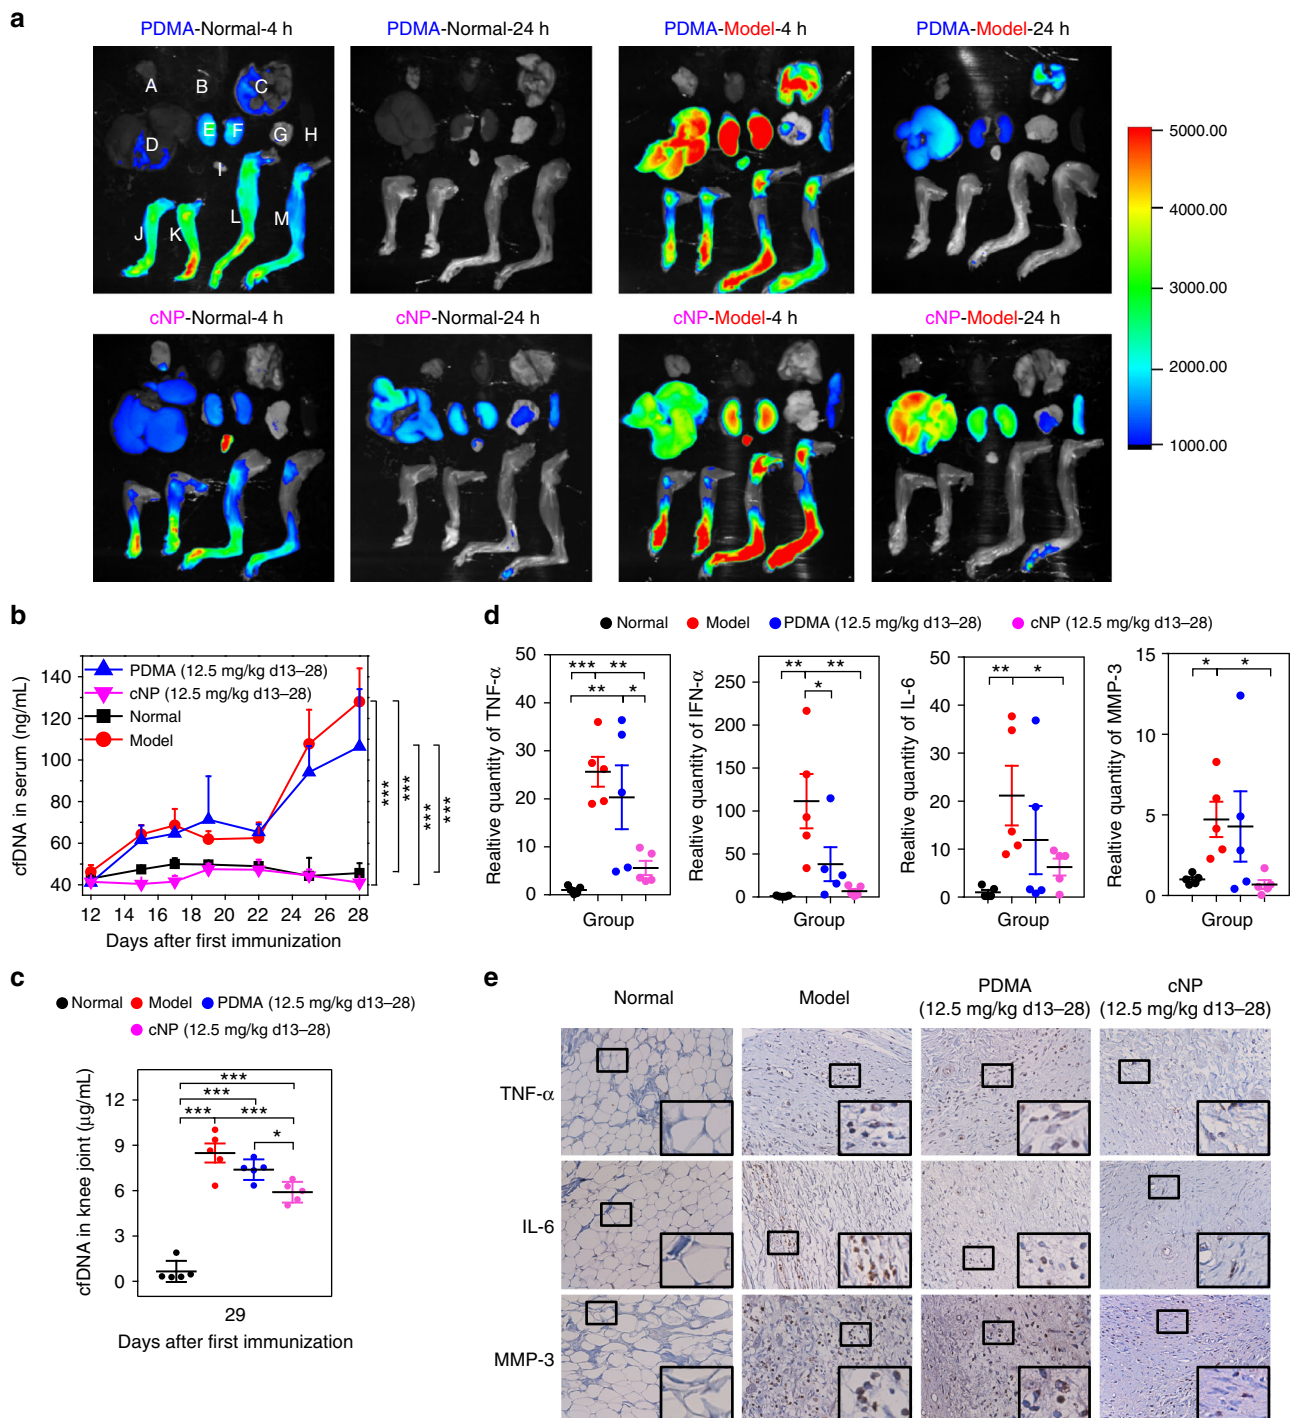 a
PDMA-Normal-4 h
PDMA-Normal-24 h
PDMA-Model-4 h
PDMA-Model-24 h
A
B
C
D
E
F
G
H
I
J
K
L
M
5000.00
4000.00
3000.00
2000.00
1000.00
cNP-Normal-4 h
cNP-Normal-24 h
cNP-Model-4 h
cNP-Model-24 h
b
cfDNA in serum (ng/mL)
140
120
100
80
60
40
PDMA (12.5 mg/kg d13–28)
cNP (12.5 mg/kg d13–28)
Normal
Model
***
***
***
***
12 14 16 18 20 22 24 26 28
Days after first immunization
c
Normal Model PDMA (12.5 mg/kg d13–28)
cNP (12.5 mg/kg d13–28)
cfDNA in knee joint (µg/mL)
12
9
6
3
0
***
***
*** ***
*
29
Days after first immunization
d
Normal Model PDMA (12.5 mg/kg d13–28) cNP (12.5 mg/kg d13–28)
Realtive quantity of TNF-α
50
40
30
20
10
0
*** **
** *
Group
Realtive quantity of IFN-α
250
200
150
100
50
0
** **
*
Group
Realtive quantity of IL-6
50
40
30
20
10
0
** *
Group
Realtive quantity of MMP-3
15
10
5
0
* *
Group
e
Normal
Model
PDMA
(12.5 mg/kg d13–28)
cNP
(12.5 mg/kg d13–28)
TNF-α
IL-6
MMP-3